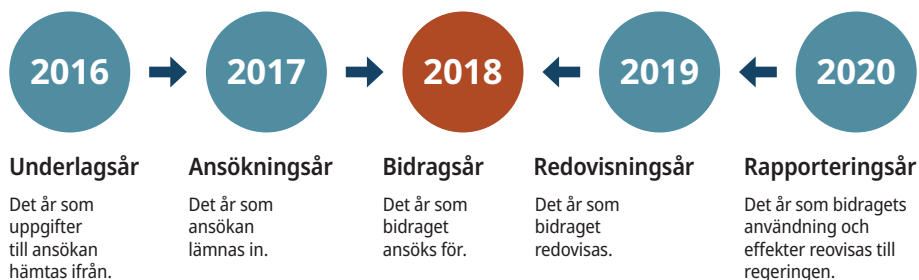 2016
2017
2018
2019
2020
Underlagsår
Det år som
uppgifter
till ansökan
hämtas ifrån.
Ansökningsår
Det år som
ansökan
lämnas in.
Bidragsår
Det år som
bidraget
ansöks för.
Redovisningsår
Det år som
bidraget
redovisas.
Rapporteringsår
Det år som bidragets
användning och
effekter reovisas till
regeringen.